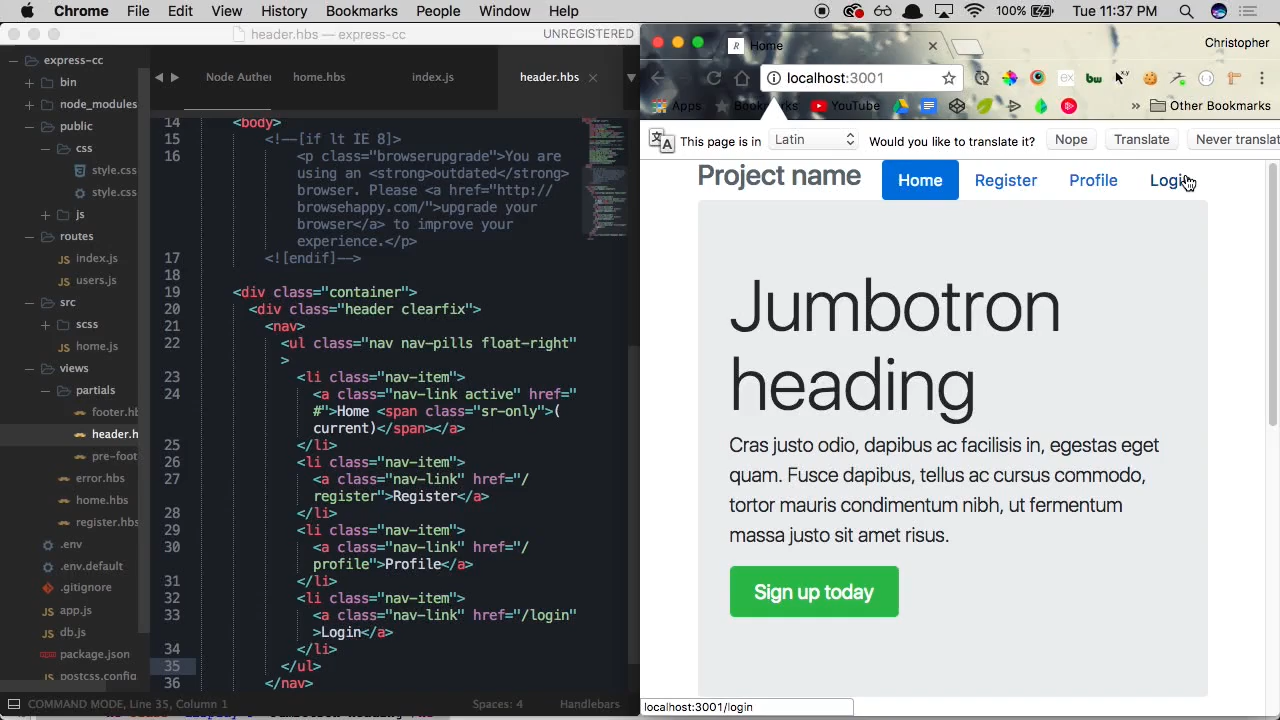 Chrome File Edit View History Bookmarks People Window Help 100% Tue 11:37 PM
header.hbs — express-cc UNREGISTERED
express-cc
bin
node_modules
public
css
style.css
style.css
js
routes
index.js
users.js
src
scss
home.js
views
partials
footer.hb
header.h
pre-foot
error.hbs
home.hbs
register.hbs
.env
.env.default
.gitignore
app.js
db.js
package.json
postcss.config
Node Auther home.hbs index.js header.hbs
14 <body>
15 <!--[if lt IE 8]>
16 <p class="browserupgrade">You are
using an <strong>outdated</strong>
browser. Please <a href="http://
browsehappy.com/">upgrade your
browser</a> to improve your
experience.</p>
17 <![endif]-->
18
19 <div class="container">
20 <div class="header clearfix">
21 <nav>
22 <ul class="nav nav-pills float-right"
>
23 <li class="nav-item">
24 <a class="nav-link active" href="
#">Home <span class="sr-only">(
current)</span></a>
25 </li>
26 <li class="nav-item">
27 <a class="nav-link" href="/
register">Register</a>
28 </li>
29 <li class="nav-item">
30 <a class="nav-link" href="/
profile">Profile</a>
31 </li>
32 <li class="nav-item">
33 <a class="nav-link" href="/login"
>Login</a>
34 </li>
35 </ul>
36 </nav>
COMMAND MODE, Line 35, Column 1 Spaces: 4 Handlebars
Home Christopher
localhost:3001
Apps Bookmarks YouTube » Other Bookmarks
This page is in Latin Would you like to translate it? Nope Translate Never translat
Project name Home Register Profile Login
Jumbotron
heading
Cras justo odio, dapibus ac facilisis in, egestas eget
quam. Fusce dapibus, tellus ac cursus commodo,
tortor mauris condimentum nibh, ut fermentum
massa justo sit amet risus.
Sign up today
localhost:3001/login